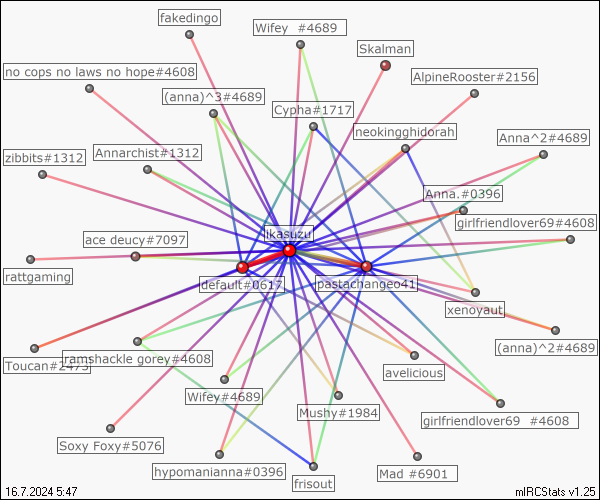 fakedingo
Wifey #4689
Skalman
no cops no laws no hope#4608
AlpineRooster#2156
(anna)^3#4689
Cypha#1717
neokingghidorah
Anna^2#4689
zibbits#1312
Annarchist#1312
Anna.#0396
girlfriendlover69#4608
ikasuzu
ace deucy#7097
rattgaming
default#0617
pastachangeo41
xenoyaut
(anna)^2#4689
Toucan#2473
ramshackle gorey#4608
avelicious
Wifey#4689
Mushy#1984
girlfriendlover69 #4608
Soxy Foxy#5076
hypomanianna#0396
frisout
Mad #6901
16.7.2024 5:47
mIRCStats v1.25